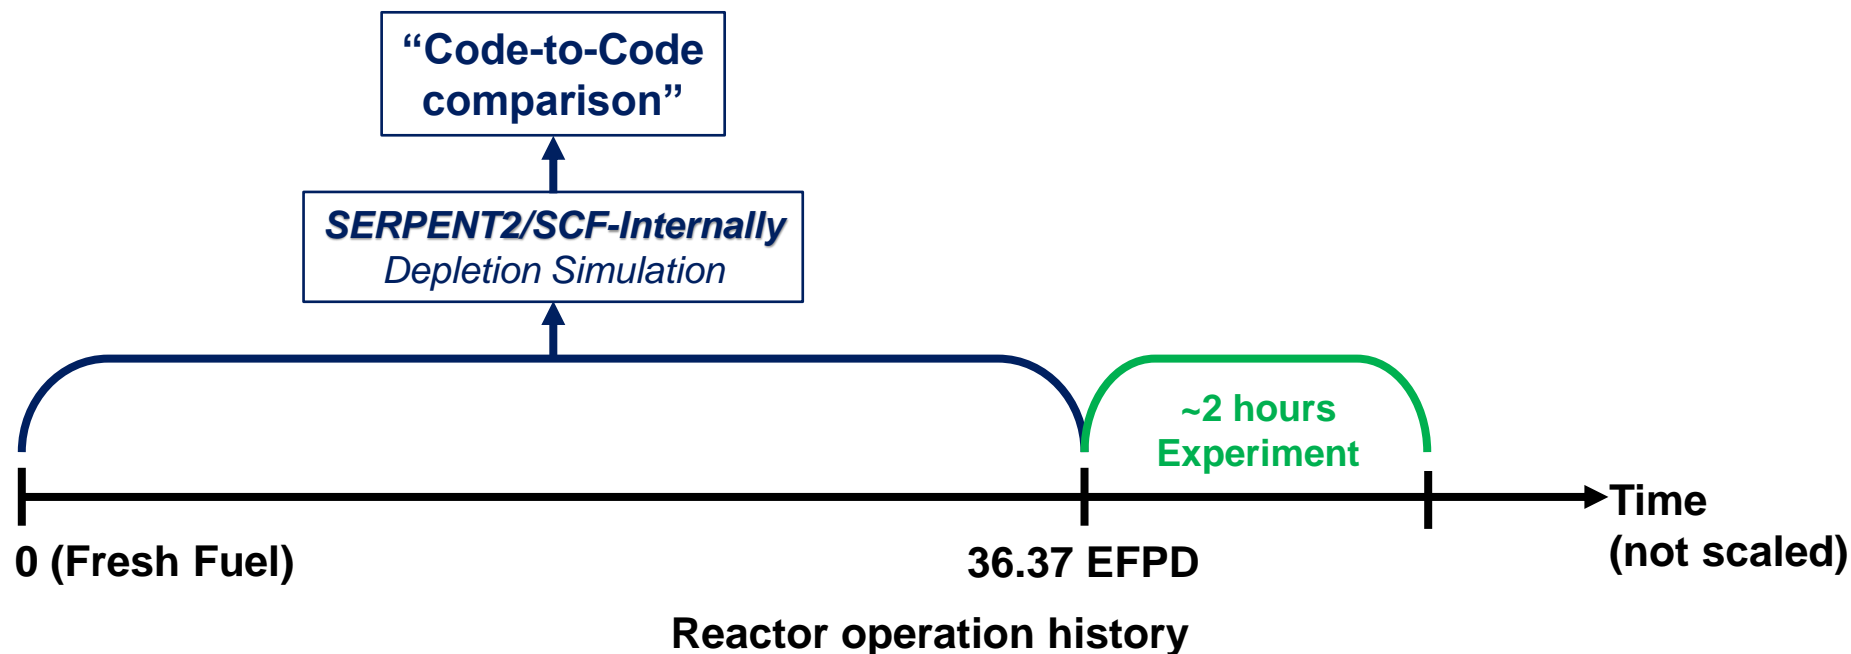 “Code-to-Code
comparison”
SERPENT2/SCF-Internally
Depletion Simulation
~2 hours
Experiment
Time
(not scaled)
0 (Fresh Fuel)
36.37 EFPD
Reactor operation history